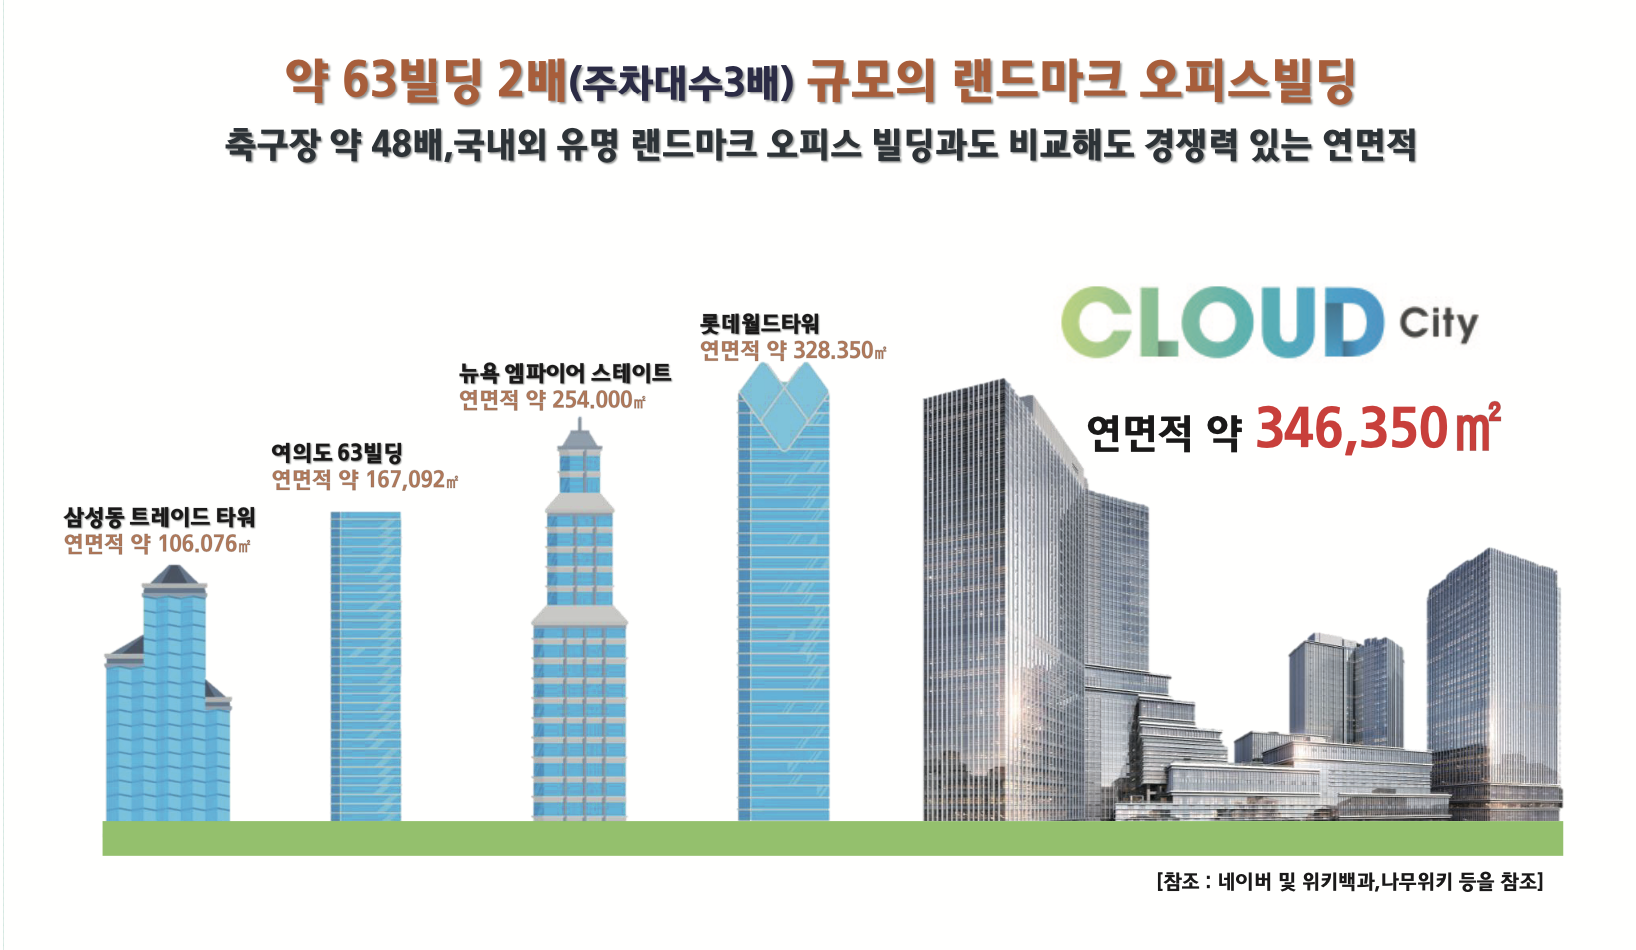 약 63빌딩 2배(주차대수3배) 규모의 랜드마크 오피스빌딩
축구장 약 48배,국내외 유명 랜드마크 오피스 빌딩과도 비교해도 경쟁력 있는 연면적
삼성동 트레이드 타워
연면적 약 106.076㎡
여의도 63빌딩
연면적 약 167,092㎡
뉴욕 엠파이어 스테이트
연면적 약 254.000㎡
롯데월드타워
연면적 약 328.350㎡
CLOUD City
연면적 약 346,350㎡
[참조 : 네이버 및 위키백과,나무위키 등을 참조]